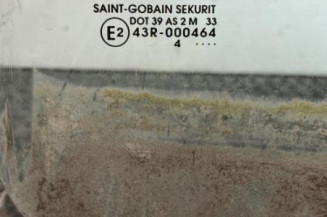 SAINT-GOBAIN SEKURIT
DOT 39 AS 2 M 33
E2 43R-000464
4